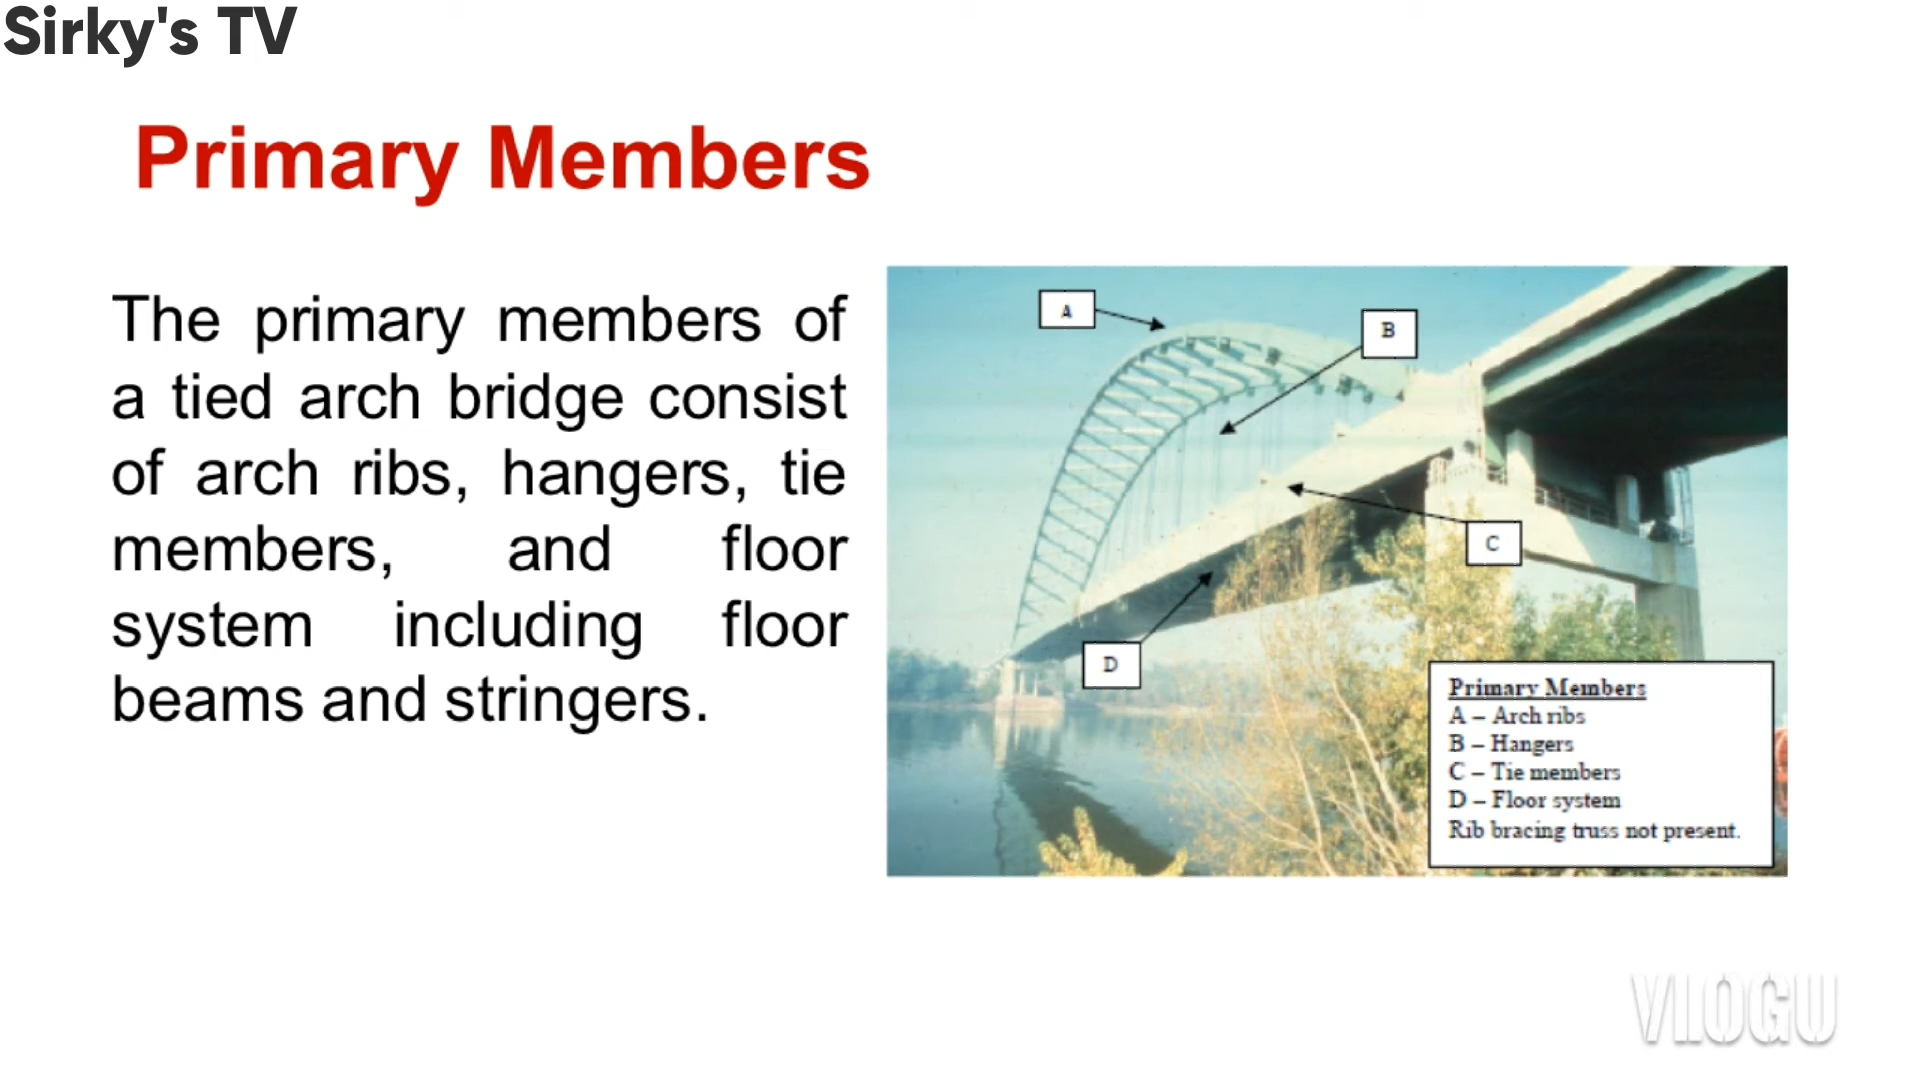 Sirky's TV
Primary Members
The primary members of
a tied arch bridge consist
of arch ribs, hangers, tie
members, and floor
system including floor
beams and stringers.
A
B
C
D
Primary Members
A – Arch ribs
B – Hangers
C – Tie members
D – Floor system
Rib bracing truss not present.
VLOGU